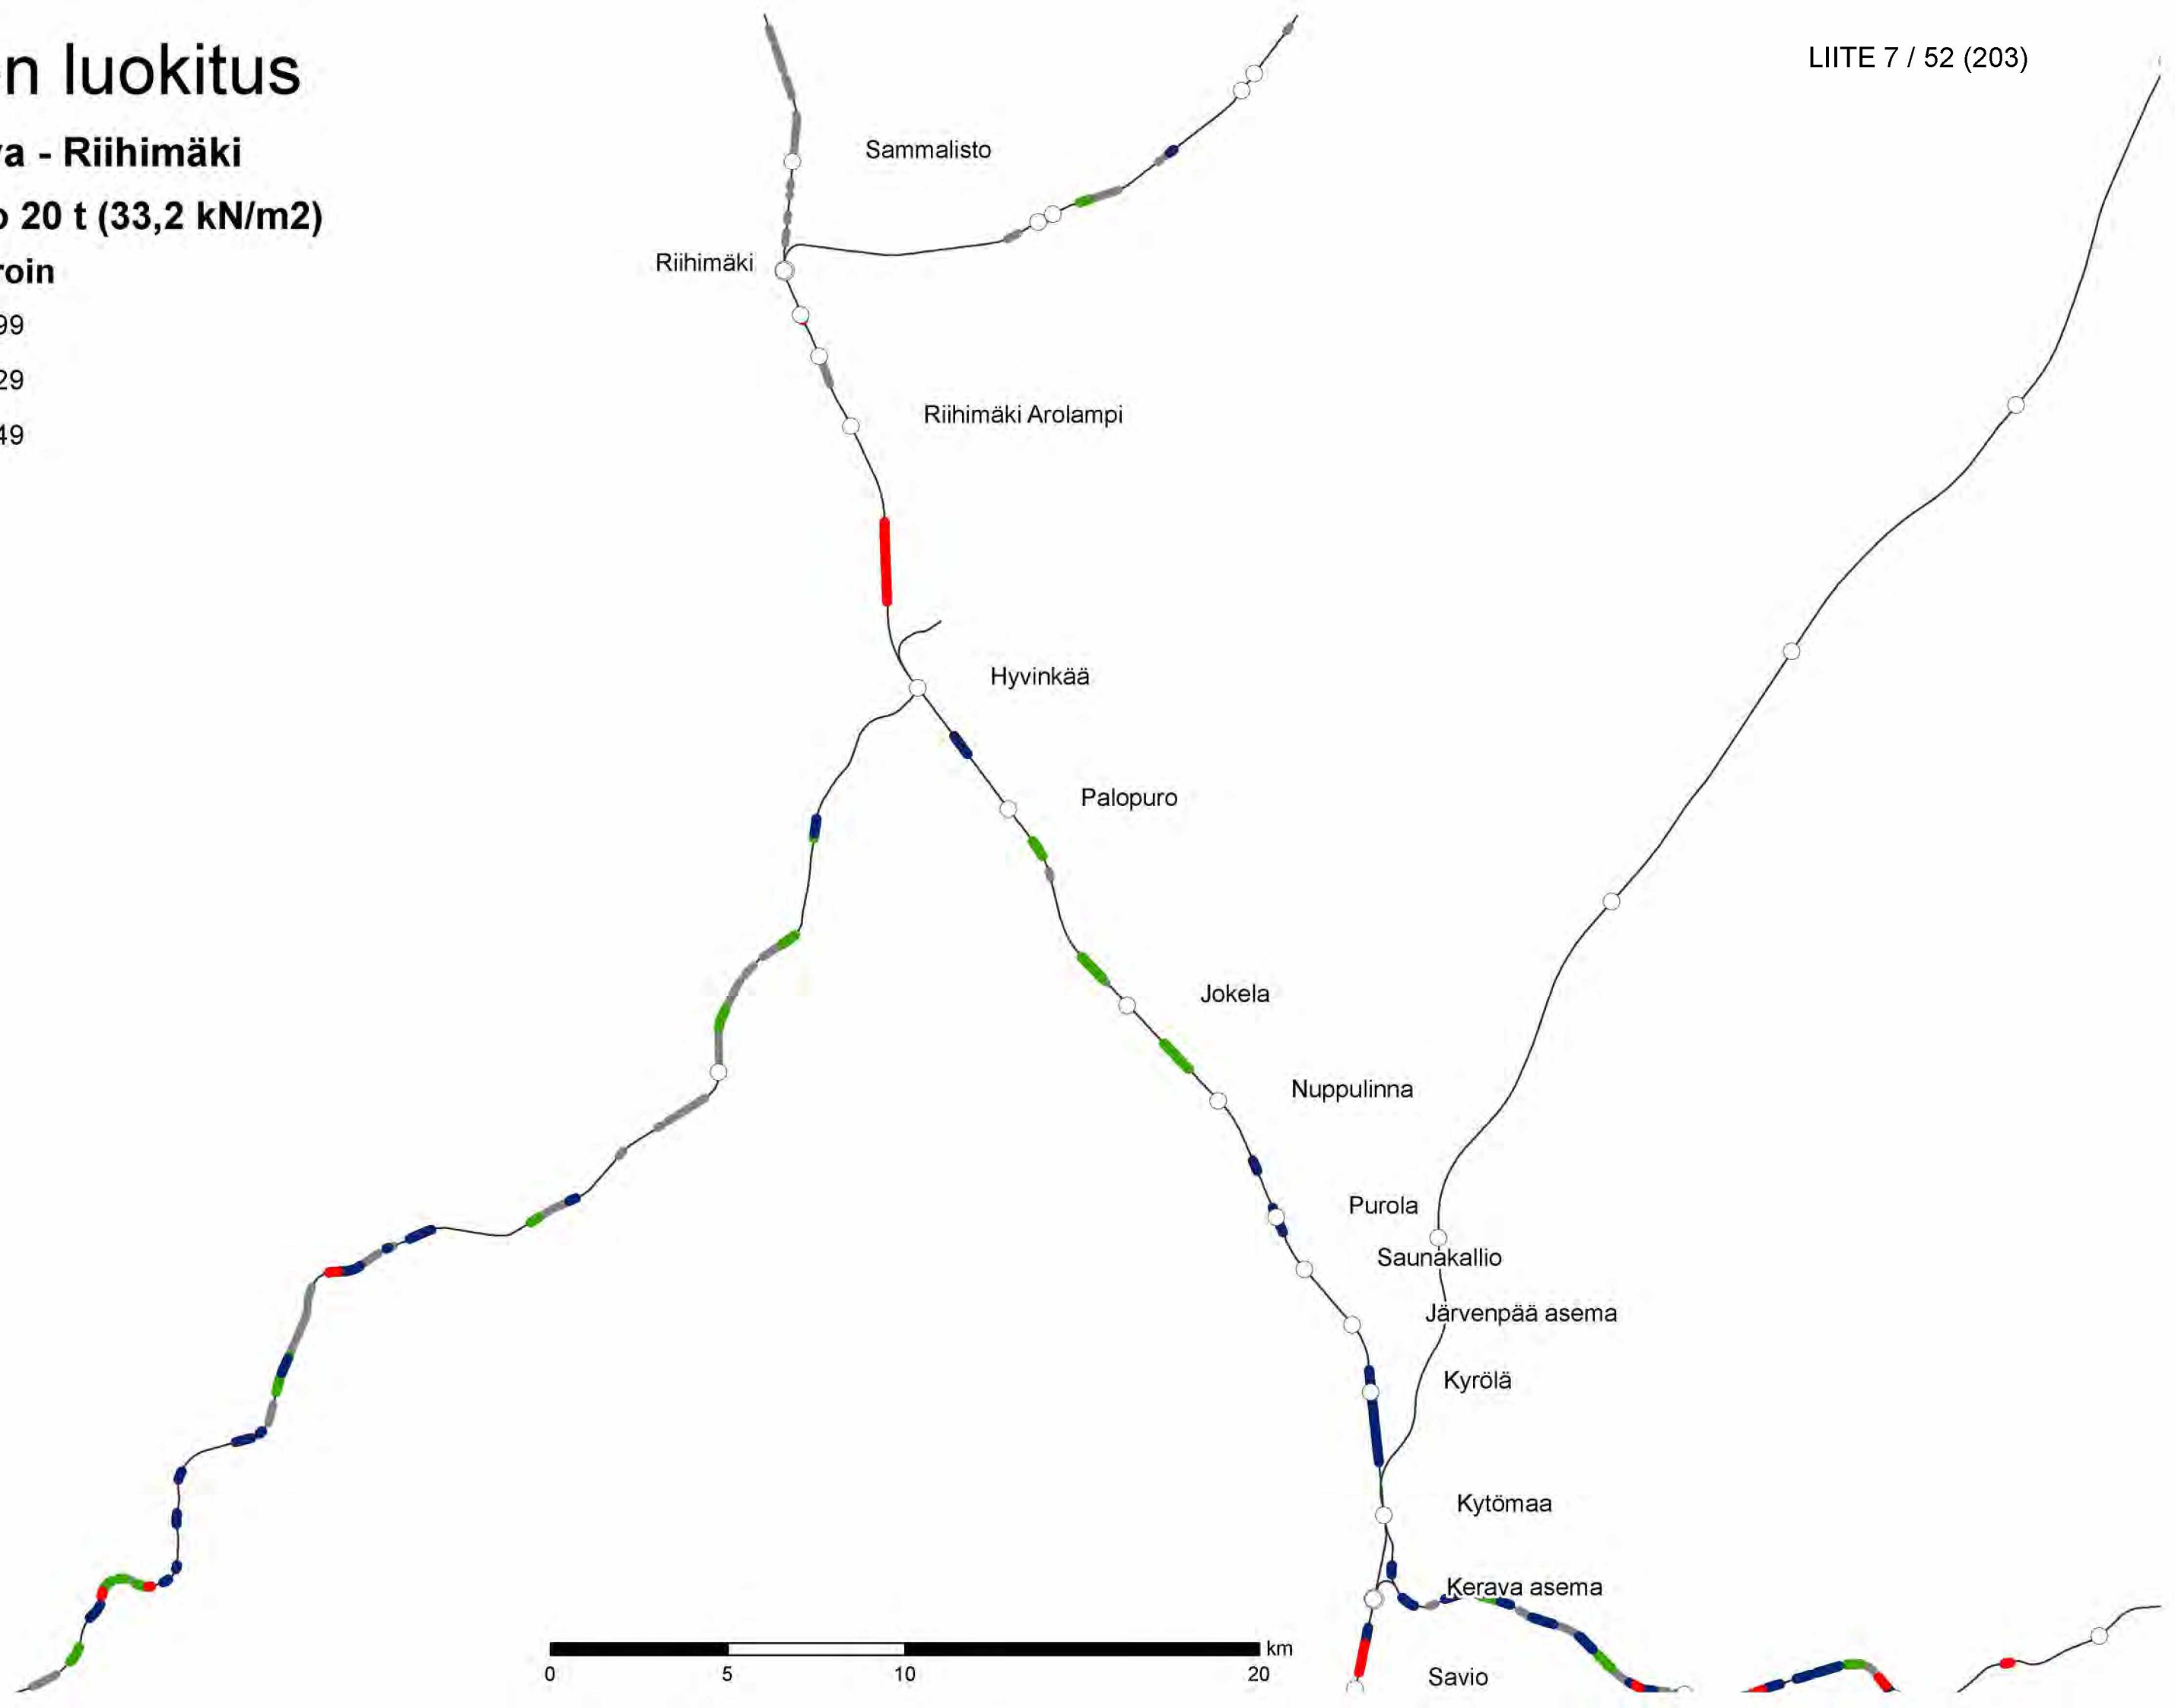 n luokitus
LIITE 7 / 52 (203)
a - Riihimäki
20 t (33,2 kN/m2)
roin
99
29
49
Sammalisto
Riihimäki
Riihimäki Arolampi
Hyvinkää
Palopuro
Jokela
Nuppulinna
Purola
Saunakallio
Järvenpää asema
Kyrölä
Kytömaa
Kerava asema
Savio
km
0 5 10 20